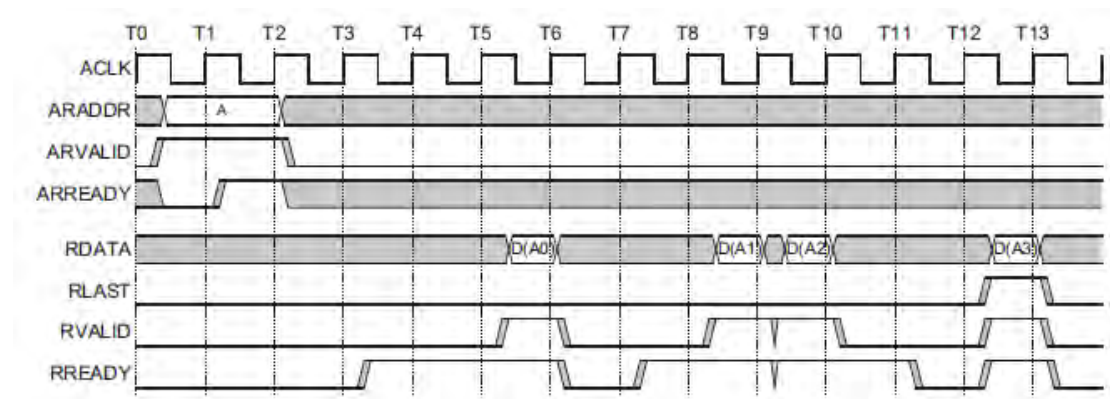 T0 T1 T2 T3 T4 T5 T6 T7 T8 T9 T10 T11 T12 T13
ACLK
ARADDR A
ARVALID
ARREADY
RDATA D(A0) D(A1) D(A2) D(A3)
RLAST
RVALID
RREADY